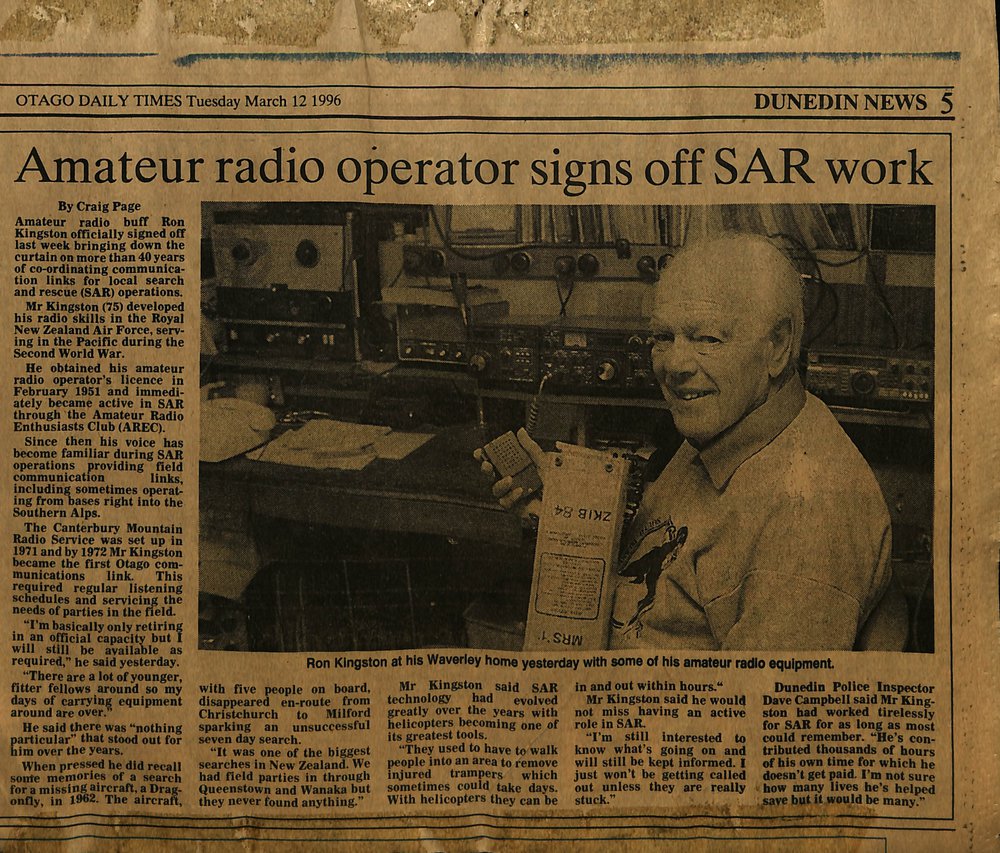 OTAGO DAILY TIMES Tuesday March 12 1996
DUNEDIN NEWS 5
Amateur radio operator signs off SAR work
By Craig Page
Amateur radio buff Ron
Kingston officially signed off
last week bringing down the
curtain on more than 40 years
of co-ordinating communica-
tion links for local search
and rescue (SAR) operations.
Mr Kingston (75) developed
his radio skills in the Royal
New Zealand Air Force, serv-
ing in the Pacific during the
Second World War.
He obtained his amateur
radio operator's licence in
February 1951 and immedi-
ately became active in SAR
through the Amateur Radio
Enthusiasts Club (AREC).
Since then his voice has
become familiar during SAR
operations providing field
communication links,
including sometimes operat-
ing from bases right into the
Southern Alps.
The Canterbury Mountain
Radio Service was set up in
1971 and by 1972 Mr Kingston
became the first Otago com-
munications link. This
required regular listening
schedules and servicing the
needs of parties in the field.
"I'm basically only retiring
in an official capacity but I
will still be available as
required," he said yesterday.
"There are a lot of younger,
fitter fellows around so my
days of carrying equipment
around are over."
He said there was "nothing
particular" that stood out for
him over the years.
When pressed he did recall
some memories of a search
for a missing aircraft, a Drag-
onfly, in 1962. The aircraft,
ZKIB 84
MRS'1
Ron Kingston at his Waverley home yesterday with some of his amateur radio equipment.
with five people on board,
disappeared en-route from
Christchurch to Milford
sparking an unsuccessful
seven day search.
"It was one of the biggest
searches in New Zealand. We
had field parties in through
Queenstown and Wanaka but
they never found anything."
Mr Kingston said SAR
technology had evolved
greatly over the years with
helicopters becoming one of
its greatest tools.
"They used to have to walk
people into an area to remove
injured trampers which
sometimes could take days.
With helicopters they can be
in and out within hours."
Mr Kingston said he would
not miss having an active
role in SAR.
"I'm still interested to
know what's going on and
will still be kept informed. I
just won't be getting called
out unless they are really
stuck."
Dunedin Police Inspector
Dave Campbell said Mr King-
ston had worked tirelessly
for SAR for as long as most
could remember. "He's con-
tributed thousands of hours
of his own time for which he
doesn't get paid. I'm not sure
how many lives he's helped
save but it would be many."